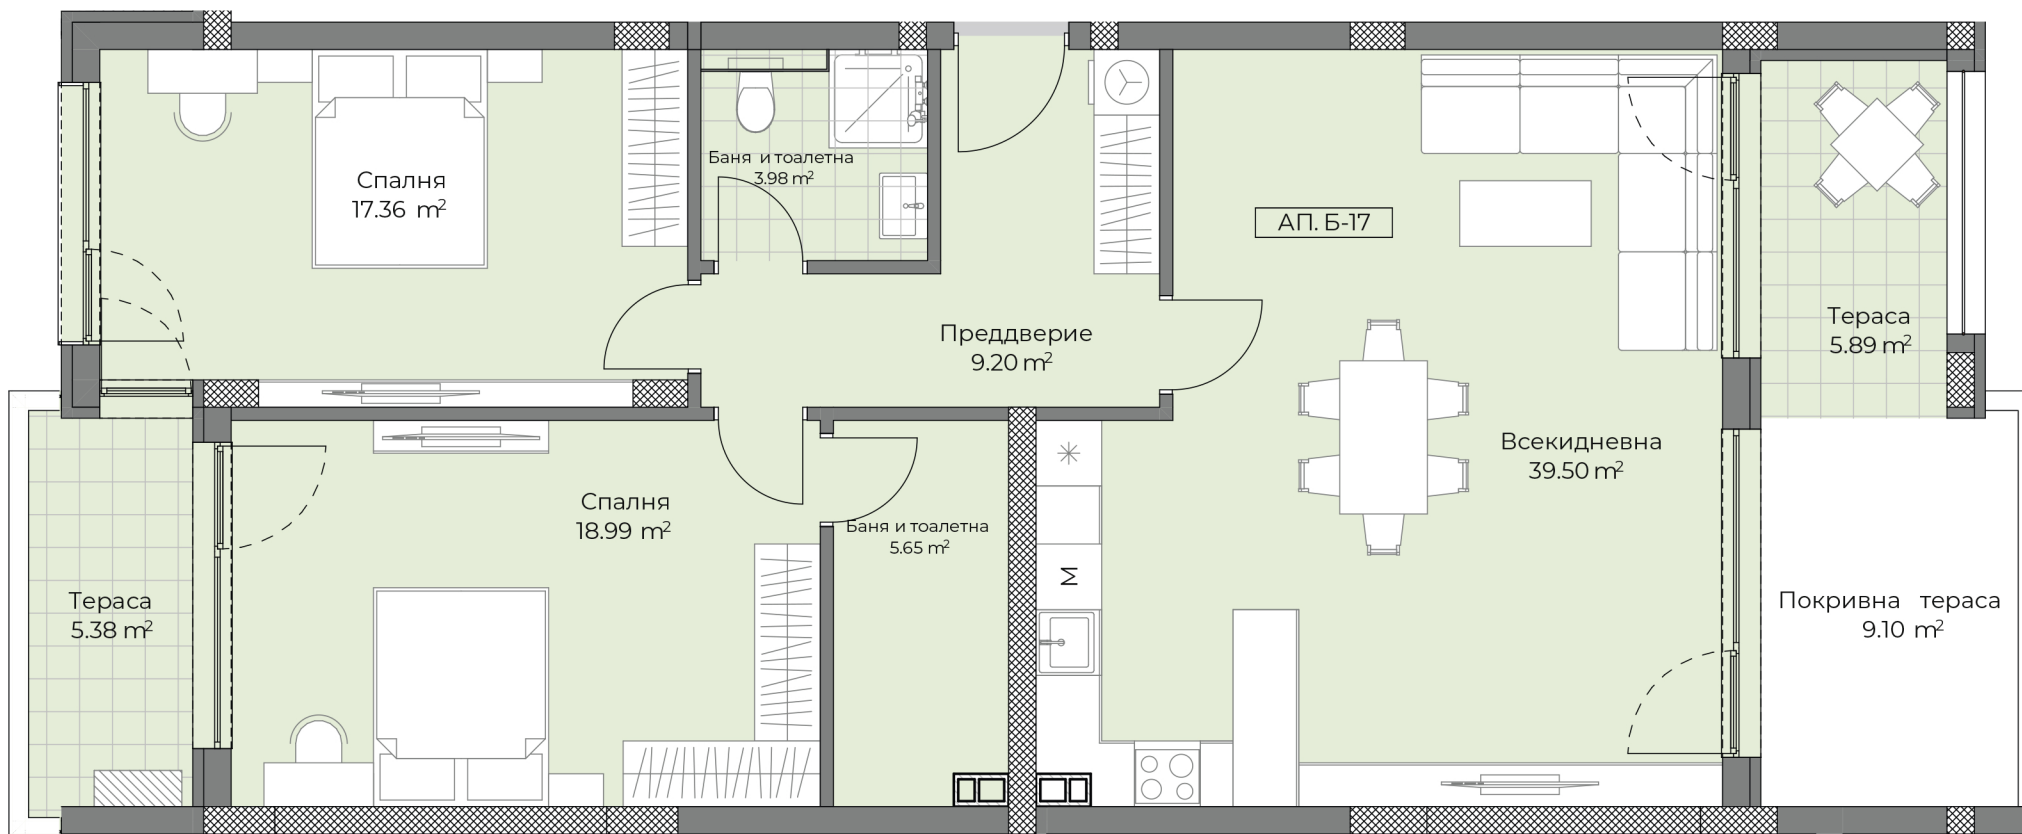 Баня и тоалетна
3.98 m²
Спалня
17.36 m²
АП. Б-17
Преддверие
9.20 m²
Тераса
5.89 m²
Всекидневна
39.50 m²
Спалня
18.99 m²
Баня и тоалетна
5.65 m²
M
Тераса
5.38 m²
Покривна тераса
9.10 m²